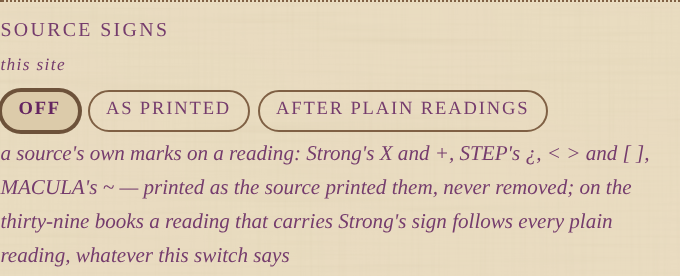 SOURCE SIGNS
this site
OFF AS PRINTED AFTER PLAIN READINGS
a source's own marks on a reading: Strong's X and +, STEP's ¿, < > and [ ],
MACULA's ~ — printed as the source printed them, never removed; on the
thirty-nine books a reading that carries Strong's sign follows every plain
reading, whatever this switch says